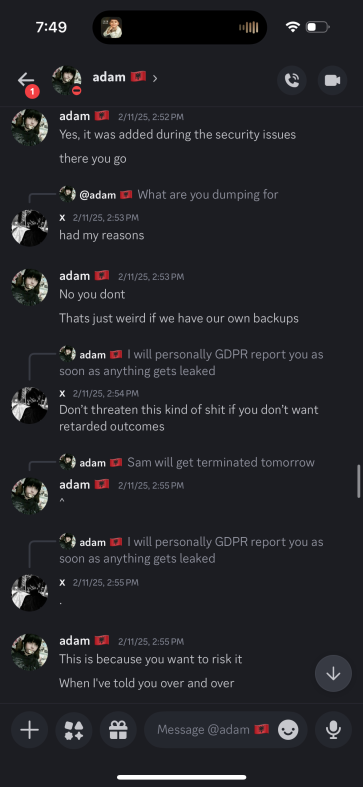 7:49
adam 🇦🇱 >
1
adam 🇦🇱 2/11/25, 2:52 PM
Yes, it was added during the security issues
there you go
@adam 🇦🇱 What are you dumping for
x 2/11/25, 2:53 PM
had my reasons
adam 🇦🇱 2/11/25, 2:53 PM
No you dont
Thats just weird if we have our own backups
adam 🇦🇱 I will personally GDPR report you as
soon as anything gets leaked
x 2/11/25, 2:54 PM
Don't threaten this kind of shit if you don't want
retarded outcomes
adam 🇦🇱 Sam will get terminated tomorrow
adam 🇦🇱 2/11/25, 2:55 PM
^
adam 🇦🇱 I will personally GDPR report you as
soon as anything gets leaked
x 2/11/25, 2:55 PM
.
adam 🇦🇱 2/11/25, 2:55 PM
This is because you want to risk it
When I've told you over and over
Message @adam 🇦🇱